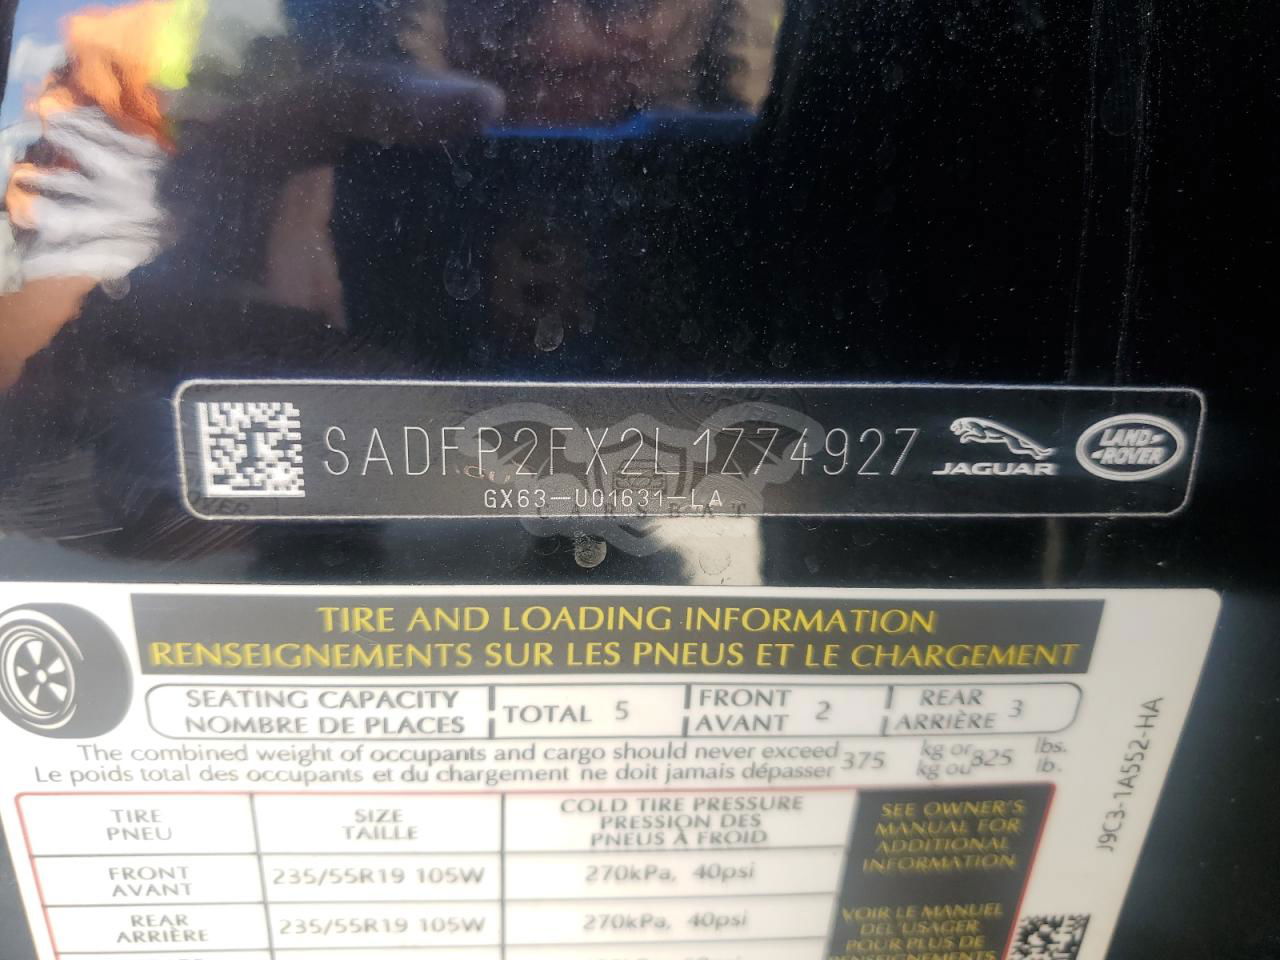 SADFP2FX2L1Z74927
GX63-U01631-LA
JAGUAR
LAND-
-ROVER
CARSBAT
TIRE AND LOADING INFORMATION
RENSEIGNEMENTS SUR LES PNEUS ET LE CHARGEMENT
SEATING CAPACITY
NOMBRE DE PLACES
TOTAL 5
FRONT
AVANT 2
REAR
ARRIÈRE 3
The combined weight of occupants and cargo should never exceed 375 kg or 825 lbs.
Le poids total des occupants et du chargement ne doit jamais dépasser kg ou lb.
TIRE
PNEU
SIZE
TAILLE
COLD TIRE PRESSURE
PRESSION DES
PNEUS À FROID
FRONT
AVANT
235/55R19 105W
270kPa, 40psi
REAR
ARRIÈRE
235/55R19 105W
270kPa, 40psi
SEE OWNER'S
MANUAL FOR
ADDITIONAL
INFORMATION
VOIR LE MANUEL
DE L'USAGER
POUR PLUS DE
RENSEIGNEMENTS
J9C3-1A552-HA